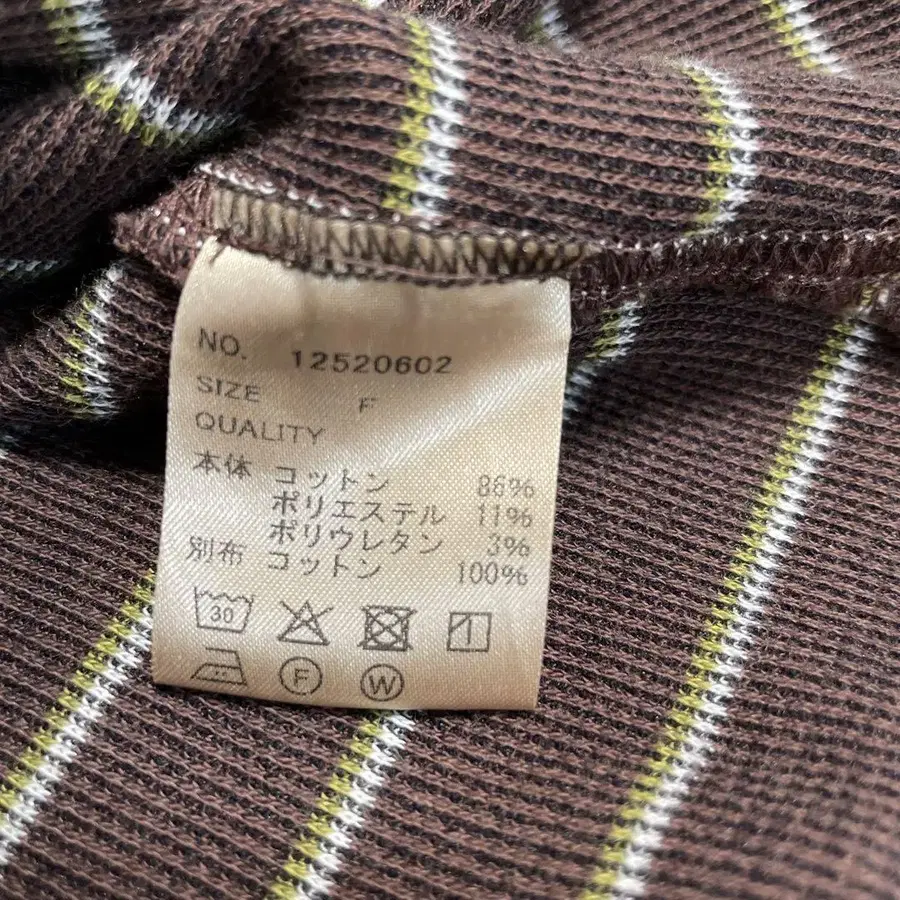 NO. 12520602
SIZE F
QUALITY
本体 コットン 86%
ポリエステル 11%
ポリウレタン 3%
別布 コットン 100%
30
F W